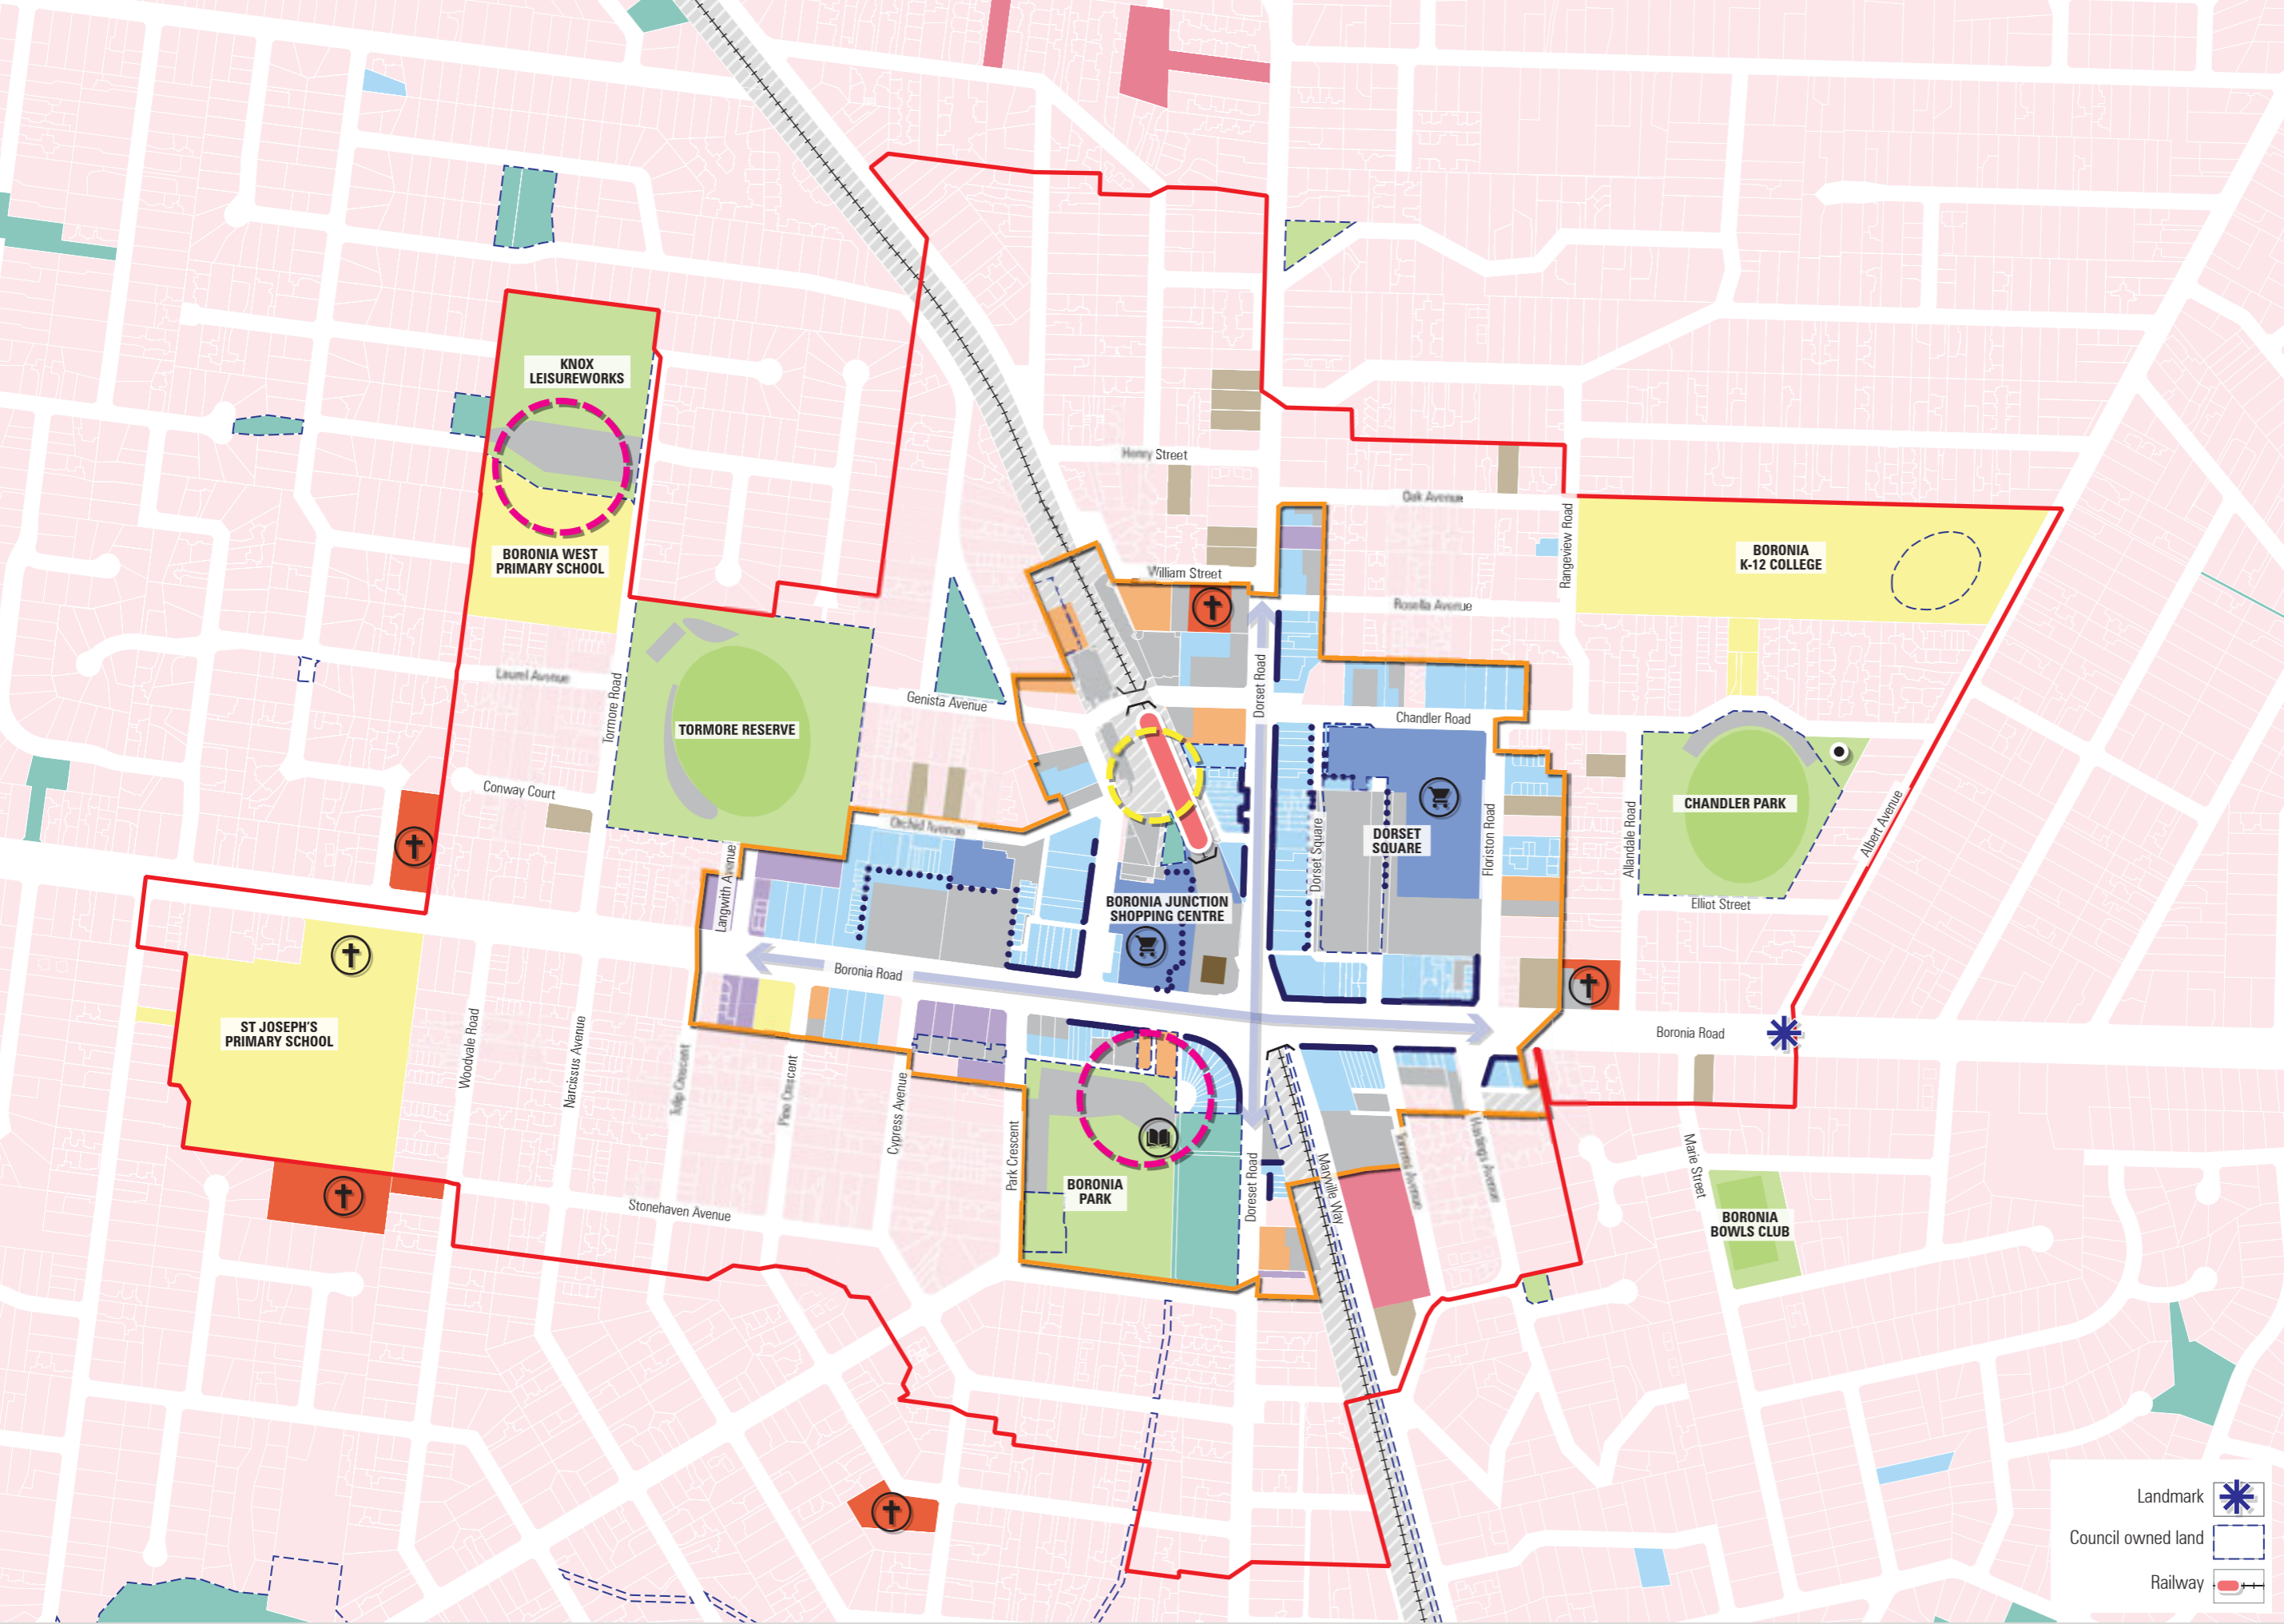 KNOX
LEISUREWORKS
Henry Street
Oak Avenue
Rangeview Road
BORONIA WEST
PRIMARY SCHOOL
BORONIA
K-12 COLLEGE
William Street
Rosella Avenue
Laurel Avenue
Tormore Road
Genista Avenue
Dorset Road
Chandler Road
TORMORE RESERVE
Conway Court
Orchid Avenue
Langwith Avenue
DORSET
SQUARE
Dorset Square
Floriston Road
Allandale Road
CHANDLER PARK
Albert Avenue
Elliot Street
BORONIA JUNCTION
SHOPPING CENTRE
Boronia Road
Boronia Road
ST JOSEPH'S
PRIMARY SCHOOL
Woodvale Road
Narcissus Avenue
Tulip Crescent
Pine Crescent
Cypress Avenue
Park Crescent
Stonehaven Avenue
BORONIA
PARK
Doreset Road
Maryville Way
Torrens Avenue
Hastings Avenue
Marie Street
BORONIA
BOWLS CLUB
Landmark
Council owned land
Railway